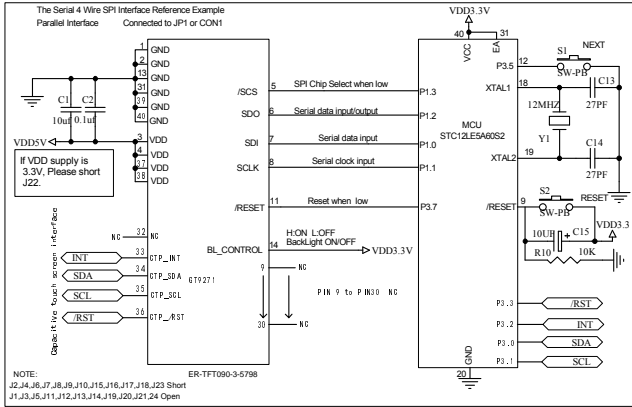 The Serial 4 Wire SPI Interface Reference Example
Parallel Interface Connected to JP1 or CON1
VDD3.3V
40 31
VCC EA
1 GND
2 GND
13 GND
31 GND
39 GND
40 GND
3 VDD
4 VDD
37 VDD
38 VDD
C1 C2
10uf 0.1uf
VDD5V
If VDD supply is
3.3V, Please short
J22.
/SCS 5 SPI Chip Select when low P1.3
SDO 6 Serial data input/output P1.2
SDI 7 Serial data input P1.0
SCLK 8 Serial clock input P1.1
/RESET 11 Reset when low P3.7
H:ON L:OFF
BL_CONTROL 14 BackLight ON/OFF VDD3.3V
9 NC
PIN 9 to PIN30 NC
30 NC
NC 32 NC
INT 33 CTP_INT
SDA 34 CTP_SDA GT9271
SCL 35 CTP_SCL
/RST 36 CTP_/RST
Capacitive touch screen interface
ER-TFT090-3-5798
MCU
STC12LE5A60S2
P3.5 12 S1 NEXT
SW-PB
XTAL1 18 C13
27PF
12MHZ
Y1
XTAL2 19 C14
27PF
/RESET 9 S2 RESET
SW-PB
VDD3.3
10UF + C15
R10 10K
P3.3 /RST
P3.2 INT
P3.0 SDA
P3.1 SCL
GND
20
NOTE:
J2,J4,J6,J7,J8,J9,J10,J15,J16,J17,J18,J23 Short
J1,J3,J5,J11,J12,J13,J14,J19,J20,J21,24 Open